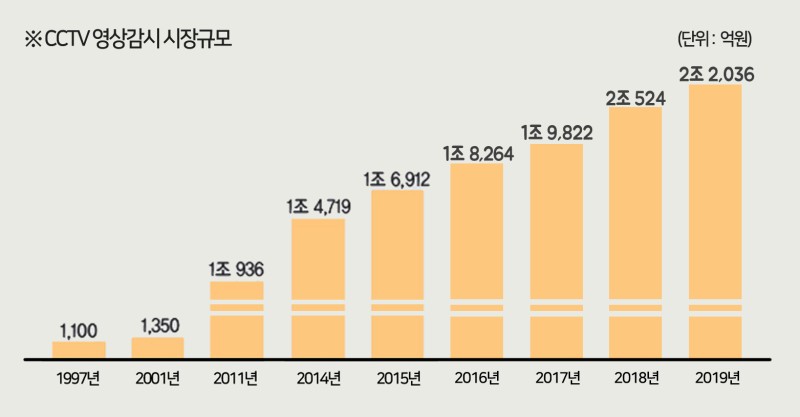 ※ CCTV 영상감시 시장규모
(단위 : 억원)
1,100
1,350
1조 936
1조 4,719
1조 6,912
1조 8,264
1조 9,822
2조 524
2조 2,036
1997년
2001년
2011년
2014년
2015년
2016년
2017년
2018년
2019년